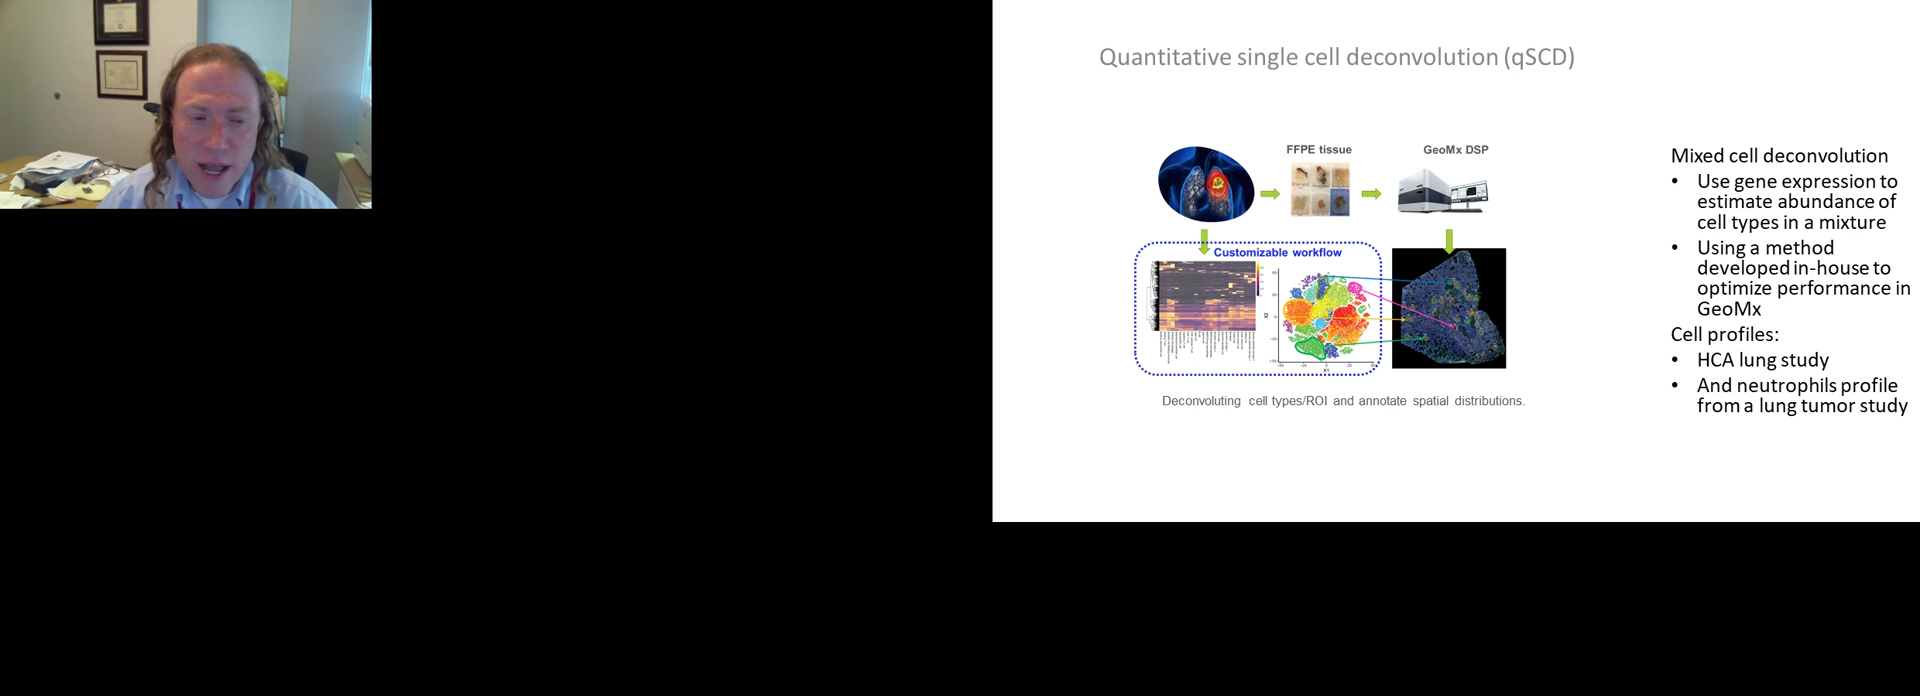 Quantitative single cell deconvolution (qSCD)
FFPE tissue
GeoMx DSP
Customizable workflow
X2
X1
Deconvoluting cell types/ROI and annotate spatial distributions.
Mixed cell deconvolution
• Use gene expression to
estimate abundance of
cell types in a mixture
• Using a method
developed in-house to
optimize performance in
GeoMx
Cell profiles:
• HCA lung study
• And neutrophils profile
from a lung tumor study